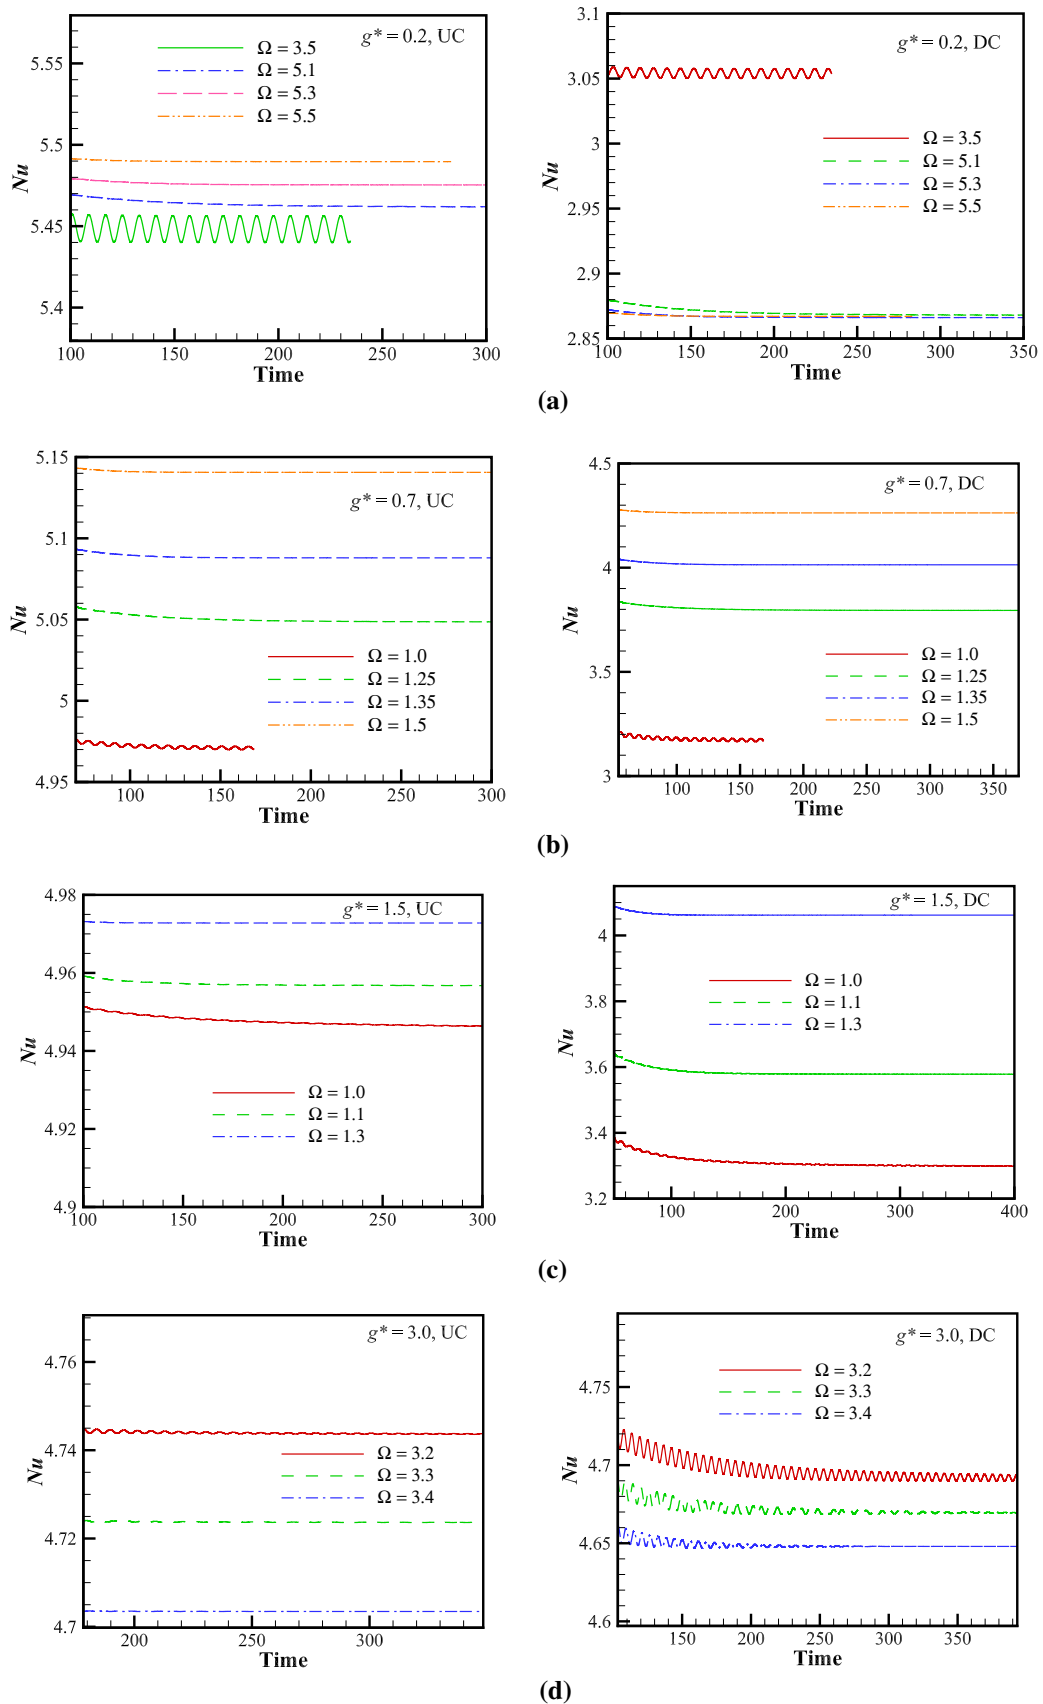 g* = 0.2, UC
Ω = 3.5
Ω = 5.1
Ω = 5.3
Ω = 5.5
5.55
5.5
5.45
5.4
Nu
100 150 200 250 300
Time
g* = 0.2, DC
Ω = 3.5
Ω = 5.1
Ω = 5.3
Ω = 5.5
3.1
3.05
3
2.95
2.9
2.85
Nu
100 150 200 250 300 350
Time
(a)
g* = 0.7, UC
Ω = 1.0
Ω = 1.25
Ω = 1.35
Ω = 1.5
5.15
5.1
5.05
5
4.95
Nu
100 150 200 250 300
Time
g* = 0.7, DC
Ω = 1.0
Ω = 1.25
Ω = 1.35
Ω = 1.5
4.5
4
3.5
3
Nu
100 150 200 250 300 350
Time
(b)
g* = 1.5, UC
Ω = 1.0
Ω = 1.1
Ω = 1.3
4.98
4.96
4.94
4.92
4.9
Nu
100 150 200 250 300
Time
g* = 1.5, DC
Ω = 1.0
Ω = 1.1
Ω = 1.3
4
3.8
3.6
3.4
3.2
Nu
100 200 300 400
Time
(c)
g* = 3.0, UC
Ω = 3.2
Ω = 3.3
Ω = 3.4
4.76
4.74
4.72
4.7
Nu
200 250 300
Time
g* = 3.0, DC
Ω = 3.2
Ω = 3.3
Ω = 3.4
4.75
4.7
4.65
4.6
Nu
150 200 250 300 350
Time
(d)